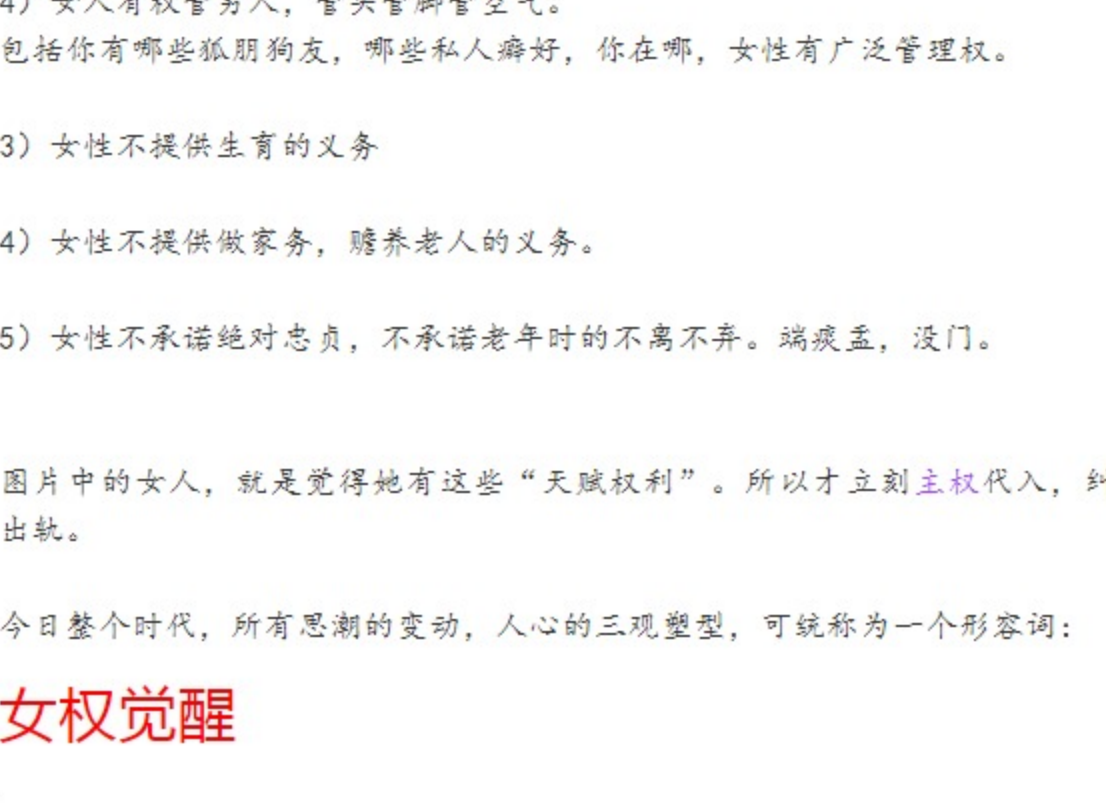 4）女人有权管男人，管头管脚管空气。
包括你有哪些狐朋狗友，哪些私人癖好，你在哪，女性有广泛管理权。
3）女性不提供生育的义务
4）女性不提供做家务，赡养老人的义务。
5）女性不承诺绝对忠贞，不承诺老年时的不离不弃。端痰盂，没门。
图片中的女人，就是觉得她有这些“天赋权利”。所以才立刻主权代入，纠
出轨。
今日整个时代，所有思潮的变动，人心的三观塑型，可统称为一个形容词：
女权觉醒